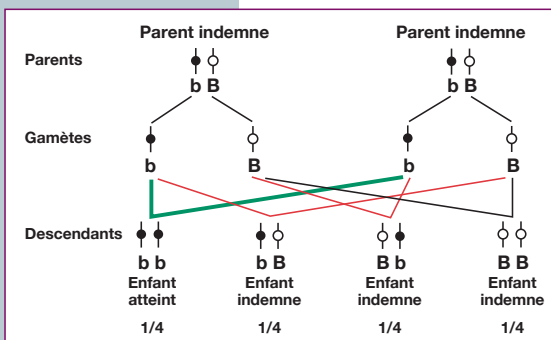 Parent indemne Parent indemne
Parents
b B b B
Gamètes
b B b B
Descendants
b b b B B b B B
Enfant Enfant Enfant Enfant
atteint indemne indemne indemne
1/4 1/4 1/4 1/4